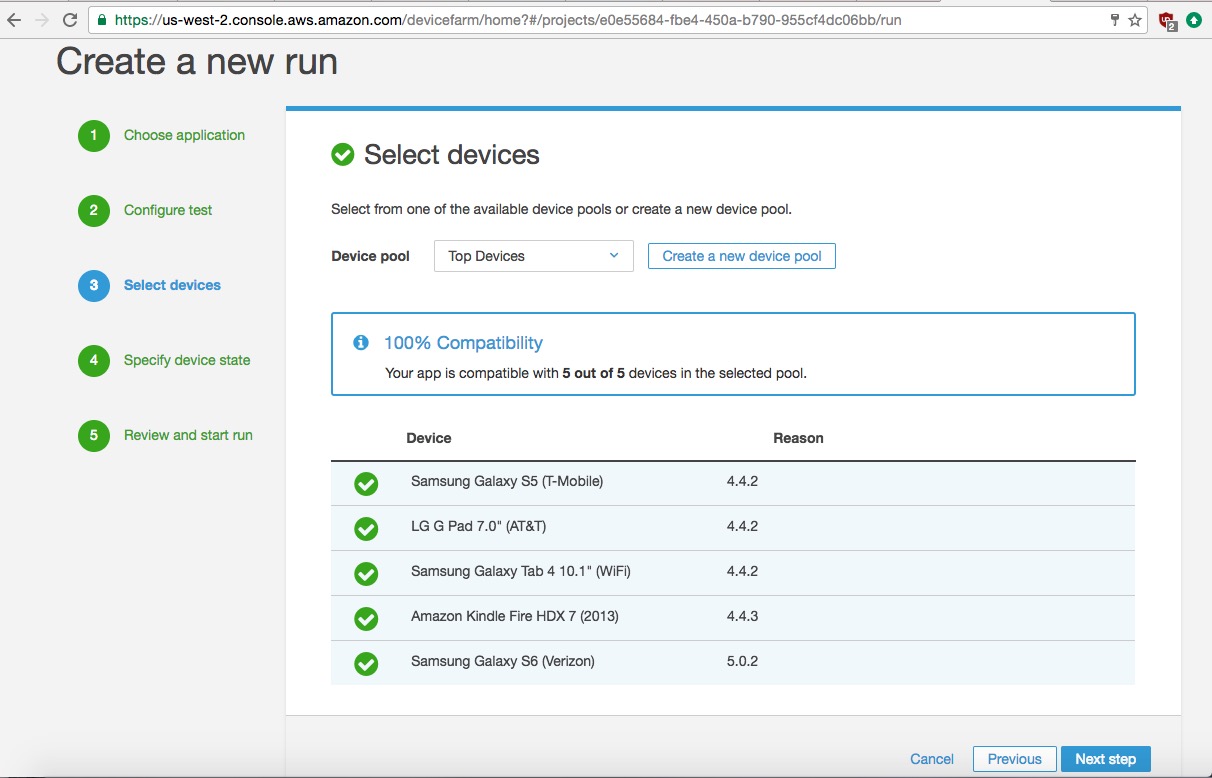 https://us-west-2.console.aws.amazon.com/devicefarm/home?#/projects/e0e55684-fbe4-450a-b790-955cf4dc06bb/run
2
Create a new run
1 Choose application
2 Configure test
3 Select devices
4 Specify device state
5 Review and start run
Select devices
Select from one of the available device pools or create a new device pool.
Device pool Top Devices Create a new device pool
100% Compatibility
Your app is compatible with 5 out of 5 devices in the selected pool.
Device Reason
Samsung Galaxy S5 (T-Mobile) 4.4.2
LG G Pad 7.0" (AT&T) 4.4.2
Samsung Galaxy Tab 4 10.1" (WiFi) 4.4.2
Amazon Kindle Fire HDX 7 (2013) 4.4.3
Samsung Galaxy S6 (Verizon) 5.0.2
Cancel Previous Next step